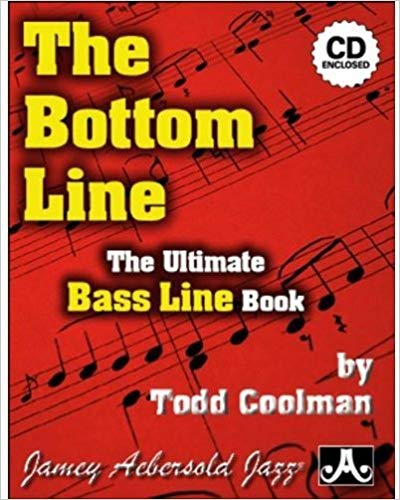 The
Bottom
Line
CD
ENCLOSED
The Ultimate
Bass Line Book
by
Todd Coolman
Jamey Aebersold Jazz®
A